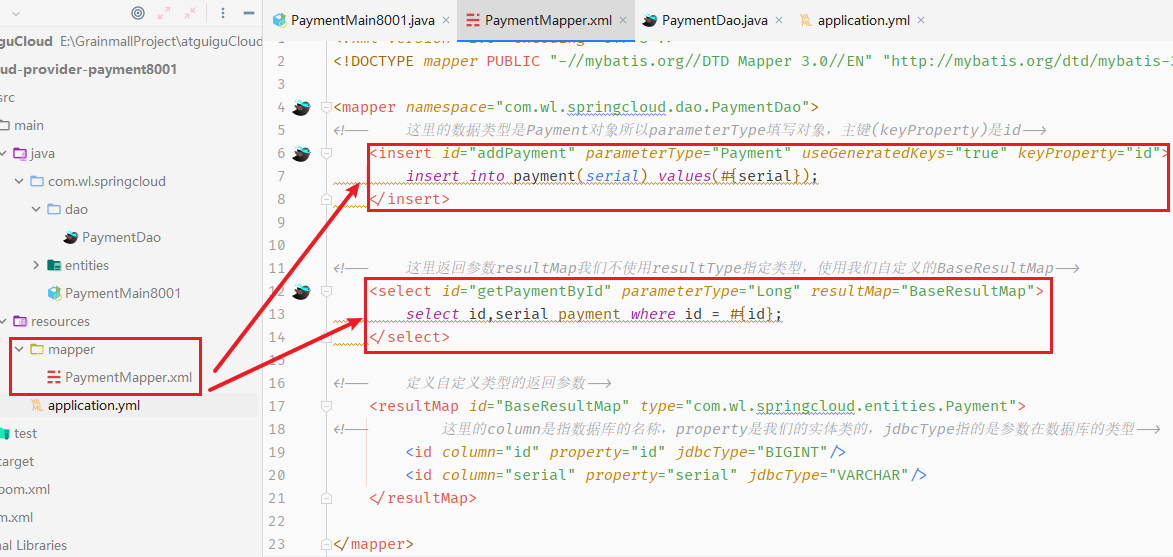 PaymentMain8001.java
PaymentMapper.xml
PaymentDao.java
application.yml
guCloud E:\GrainmallProject\atguiguCloud
ud-provider-payment8001
src
main
java
com.wl.springcloud
dao
PaymentDao
entities
PaymentMain8001
resources
mapper
PaymentMapper.xml
application.yml
test
target
pom.xml
m.xml
nal Libraries
2 <!DOCTYPE mapper PUBLIC "-//mybatis.org//DTD Mapper 3.0//EN" "http://mybatis.org/dtd/mybatis-3
3
4 <mapper namespace="com.wl.springcloud.dao.PaymentDao">
5 <!-- 这里的数据类型是Payment对象所以parameterType填写对象，主键(keyProperty)是id-->
6 <insert id="addPayment" parameterType="Payment" useGeneratedKeys="true" keyProperty="id">
7 insert into payment(serial) values(#{serial});
8 </insert>
9
10
11 <!-- 这里返回参数resultMap我们不使用resultType指定类型，使用我们自定义的BaseResultMap-->
12 <select id="getPaymentById" parameterType="Long" resultMap="BaseResultMap">
13 select id,serial payment where id = #{id};
14 </select>
15
16 <!-- 定义自定义类型的返回参数-->
17 <resultMap id="BaseResultMap" type="com.wl.springcloud.entities.Payment">
18 <!-- 这里的column是指数据库的名称，property是我们的实体类的，jdbcType指的是参数在数据库的类型-->
19 <id column="id" property="id" jdbcType="BIGINT"/>
20 <id column="serial" property="serial" jdbcType="VARCHAR"/>
21 </resultMap>
22
23 </mapper>